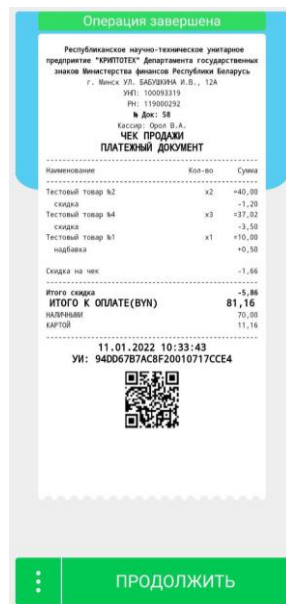 Операция завершена
Республиканское научно-техническое унитарное
предприятие "КРИПТОТЕХ" Департамента государственных
знаков Министерства финансов Республики Беларусь
г. Минск УЛ. БАБУШКИНА И.В., 12А
УНП: 100093319
РН: 119000292
№ Док: 58
Кассир: Орол В.А.
ЧЕК ПРОДАЖИ
ПЛАТЕЖНЫЙ ДОКУМЕНТ
Наименование Кол-во Сумма
Тестовый товар №2 x2 =40,00
скидка -1,20
Тестовый товар №4 x3 =37,02
скидка -3,50
Тестовый товар №1 x1 =10,00
надбавка +0,50
Скидка на чек -1,66
Итого скидка -5,86
ИТОГО К ОПЛАТЕ(BYN) 81,16
НАЛИЧНЫМИ 70,00
КАРТОЙ 11,16
11.01.2022 10:33:43
УИ: 94DD67B7AC8F20010717CCE4
ПРОДОЛЖИТЬ